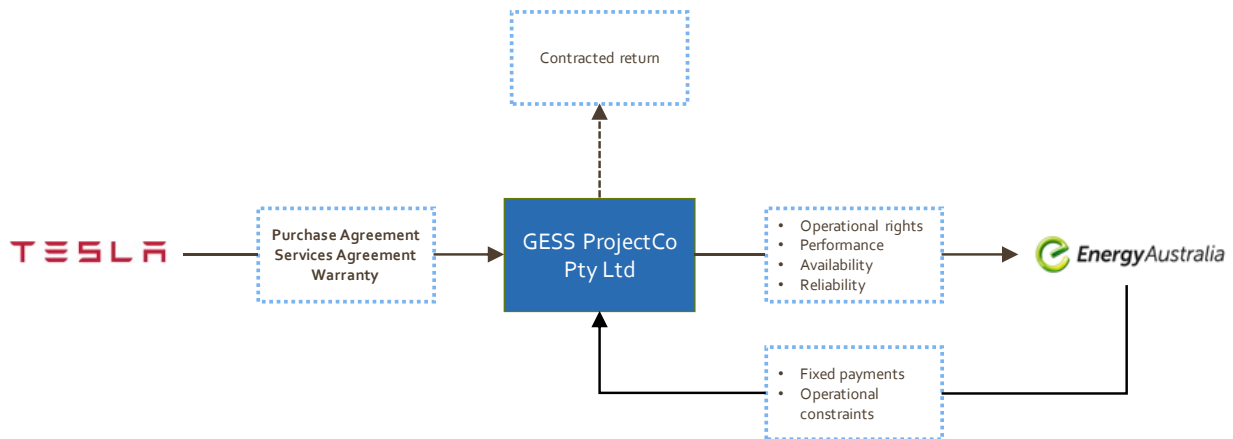 Contracted return
TESLA
Purchase Agreement
Services Agreement
Warranty
GESS ProjectCo
Pty Ltd
• Operational rights
• Performance
• Availability
• Reliability
EnergyAustralia
• Fixed payments
• Operational
constraints